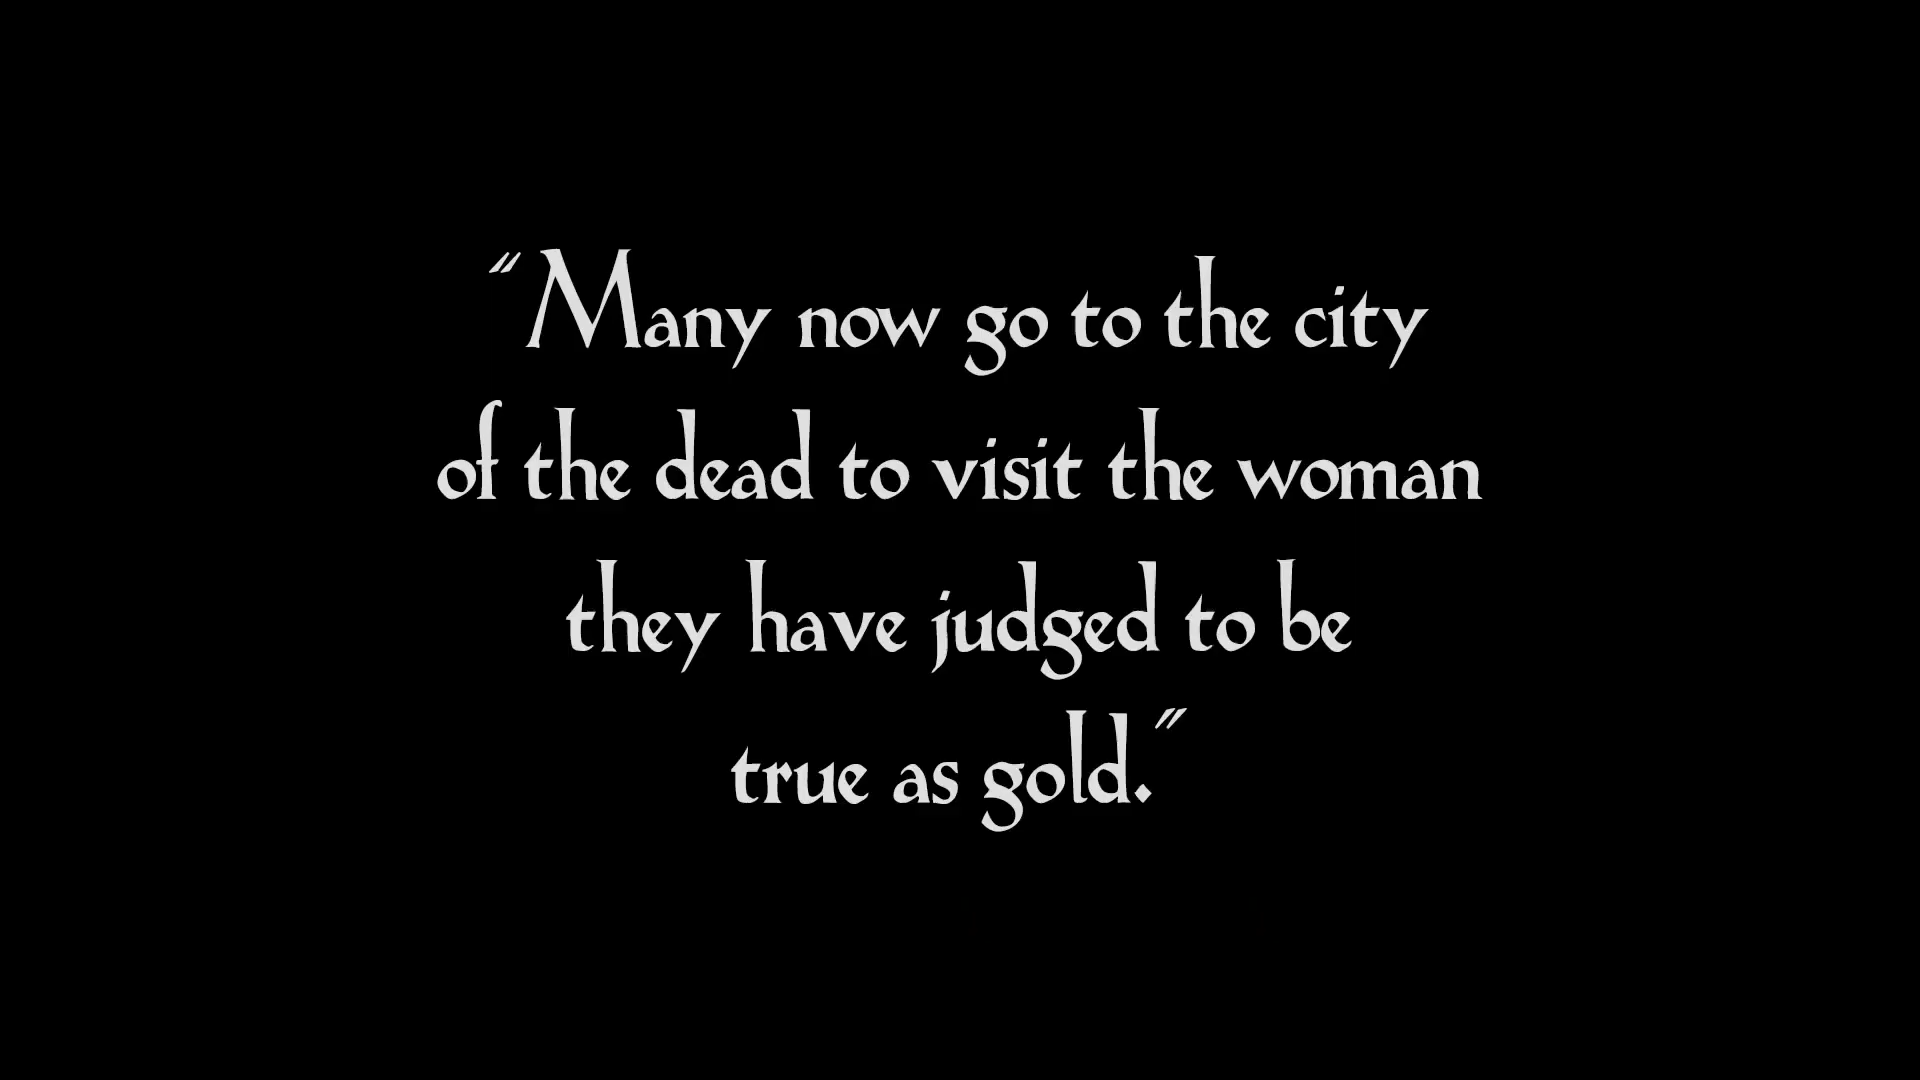 “Many now go to the city
of the dead to visit the woman
they have judged to be
true as gold.”